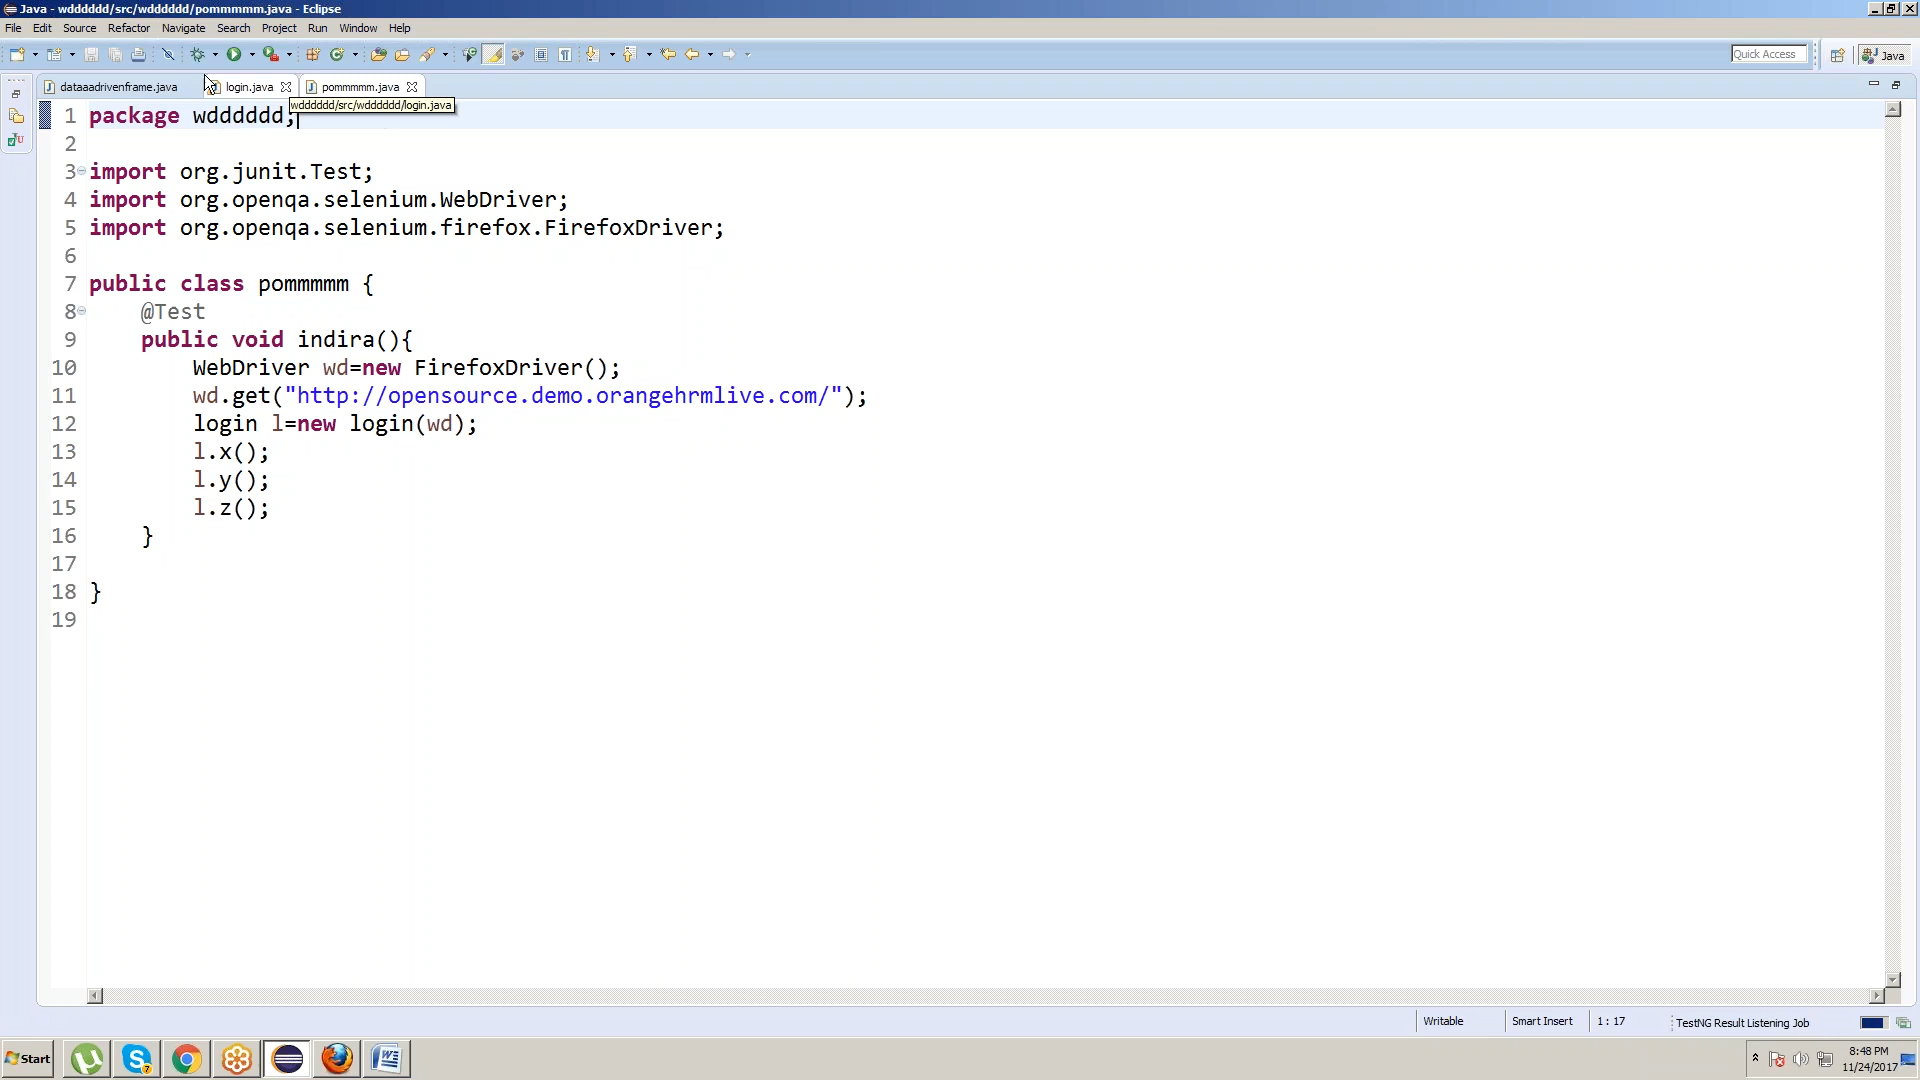 Java - wdddddd/src/wdddddd/pommmmm.java - Eclipse
File Edit Source Refactor Navigate Search Project Run Window Help
Quick Access
Java
dataaadrivenframe.java
login.java
pommmmm.java
wdddddd/src/wdddddd/login.java
1 package wdddddd;
2
3 import org.junit.Test;
4 import org.openqa.selenium.WebDriver;
5 import org.openqa.selenium.firefox.FirefoxDriver;
6
7 public class pommmmm {
8 @Test
9 public void indira(){
10 WebDriver wd=new FirefoxDriver();
11 wd.get("http://opensource.demo.orangehrmlive.com/");
12 login l=new login(wd);
13 l.x();
14 l.y();
15 l.z();
16 }
17
18 }
19
Writable Smart Insert 1 : 17 TestNG Result Listening Job
Start
7
8:48 PM
11/24/2017